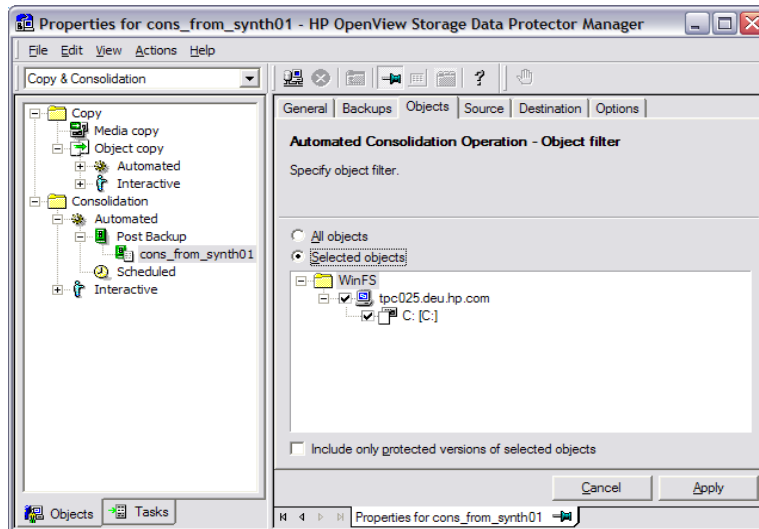 Properties for cons_from_synth01 - HP OpenView Storage Data Protector Manager
File Edit View Actions Help
Copy & Consolidation
General Backups Objects Source Destination Options
Copy
Media copy
Object copy
Automated
Interactive
Consolidation
Automated
Post Backup
cons_from_synth01
Scheduled
Interactive
Automated Consolidation Operation - Object filter
Specify object filter.
All objects
Selected objects
WinFS
tpc025.deu.hp.com
C: [C:]
Include only protected versions of selected objects
Cancel Apply
Objects Tasks
Properties for cons_from_synth01